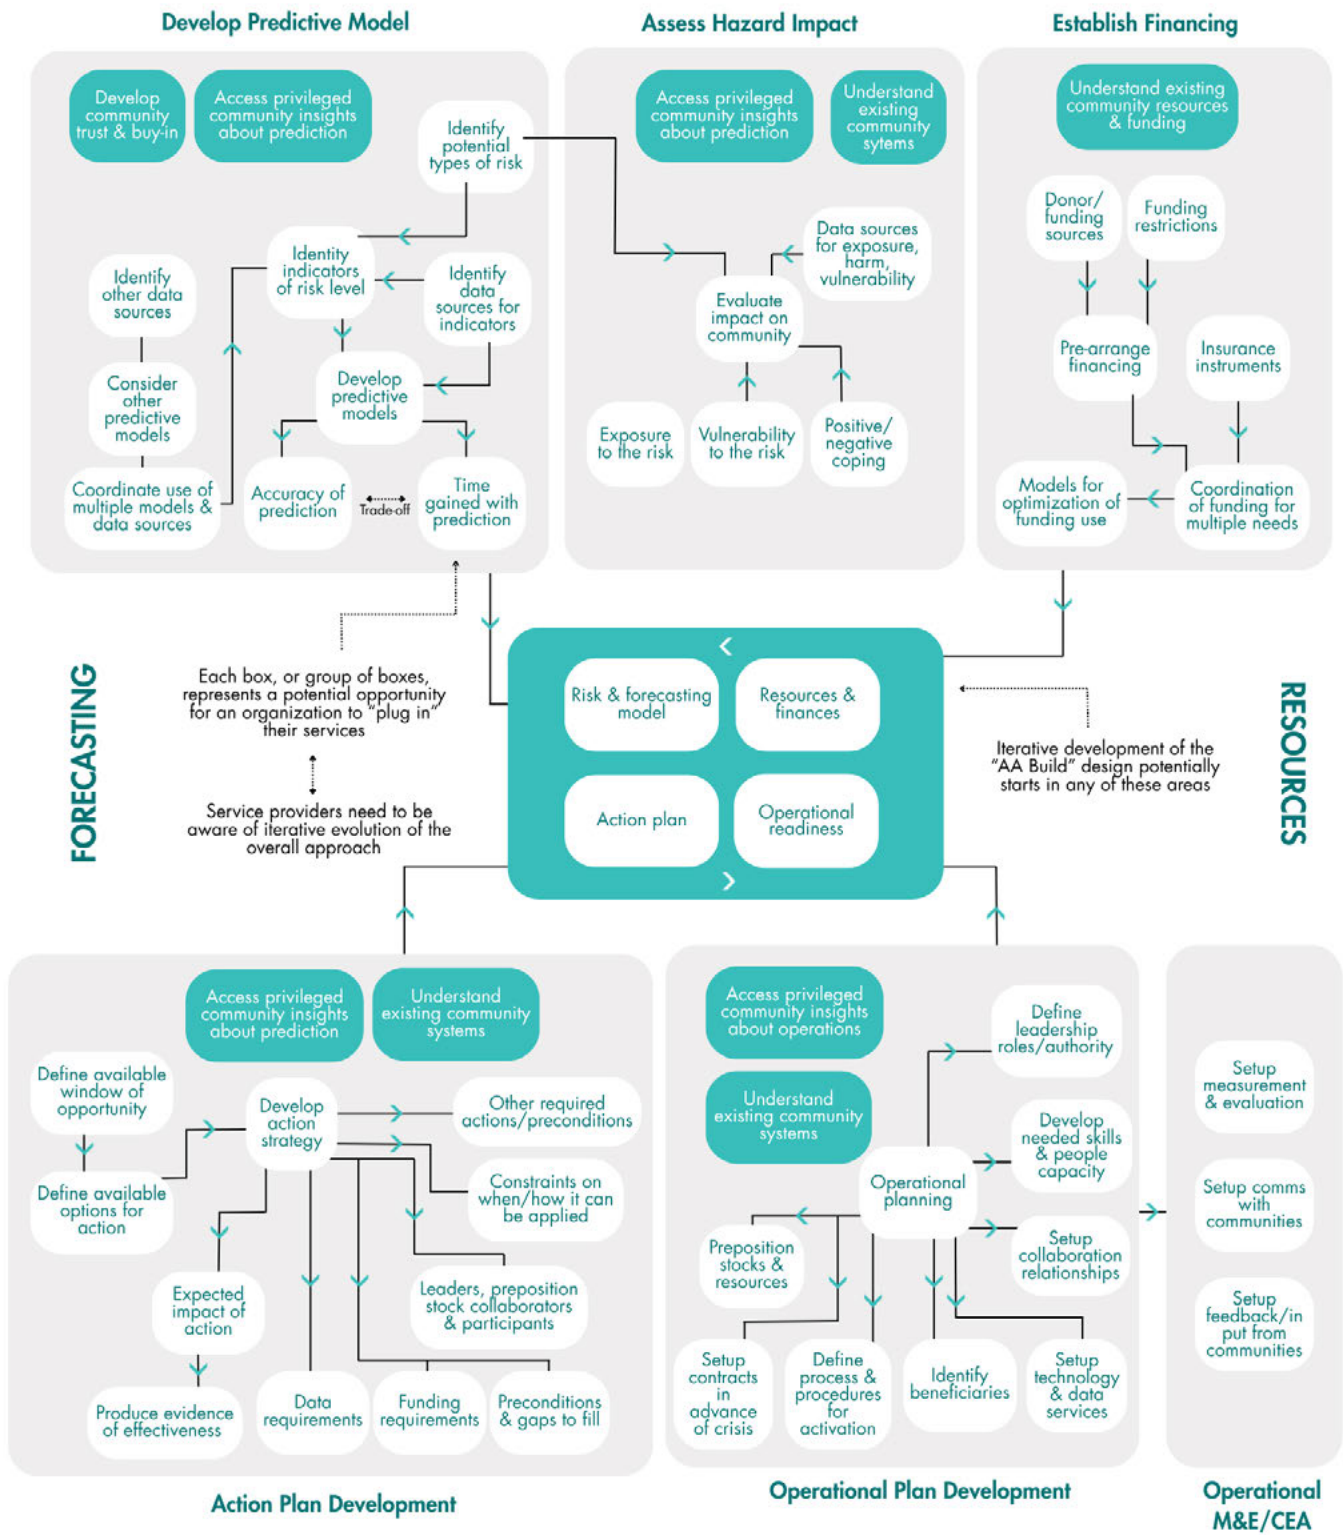 Develop Predictive Model
Develop
community
trust & buy-in
Access privileged
community insights
about prediction
Identify
potential
types of risk
Identity
indicators
of risk level
Identify
other data
sources
Identify
data
sources for
indicators
Consider
other
predictive
models
Develop
predictive
models
Coordinate use of
multiple models &
data sources
Accuracy of
prediction
Trade-off
Time
gained with
prediction
Assess Hazard Impact
Access privileged
community insights
about prediction
Understand
existing
community
sytems
Data sources
for exposure,
harm,
vulnerability
Evaluate
impact on
community
Exposure
to the risk
Vulnerability
to the risk
Positive/
negative
coping
Establish Financing
Understand existing
community resources
& funding
Donor/
funding
sources
Funding
restrictions
Pre-arrange
financing
Insurance
instruments
Models for
optimization of
funding use
Coordination
of funding for
multiple needs
FORECASTING
Each box, or group of boxes,
represents a potential opportunity
for an organization to "plug in"
their services
Service providers need to be
aware of iterative evolution of the
overall approach
Risk & forecasting
model
Resources &
finances
Action plan
Operational
readiness
Iterative development of the
"AA Build" design potentially
starts in any of these areas
RESOURCES
Access privileged
community insights
about prediction
Understand
existing community
systems
Define available
window of
opportunity
Develop
action
strategy
Other required
actions/preconditions
Define available
options for
action
Constraints on
when/how it can
be applied
Expected
impact of
action
Leaders, preposition
stock collaborators
& participants
Produce evidence
of effectiveness
Data
requirements
Funding
requirements
Preconditions
& gaps to fill
Action Plan Development
Access privileged
community insights
about operations
Understand
existing community
systems
Define
leadership
roles/authority
Develop
needed skills
& people
capacity
Operational
planning
Preposition
stocks &
resources
Setup
collaboration
relationships
Setup
contracts
in
advance
of crisis
Define
process &
procedures
for
activation
Identify
beneficiaries
Setup
technology
& data
services
Operational Plan Development
Setup
measurement
& evaluation
Setup comms
with
communities
Setup
feedback/in
put from
communities
Operational
M&E/CEA